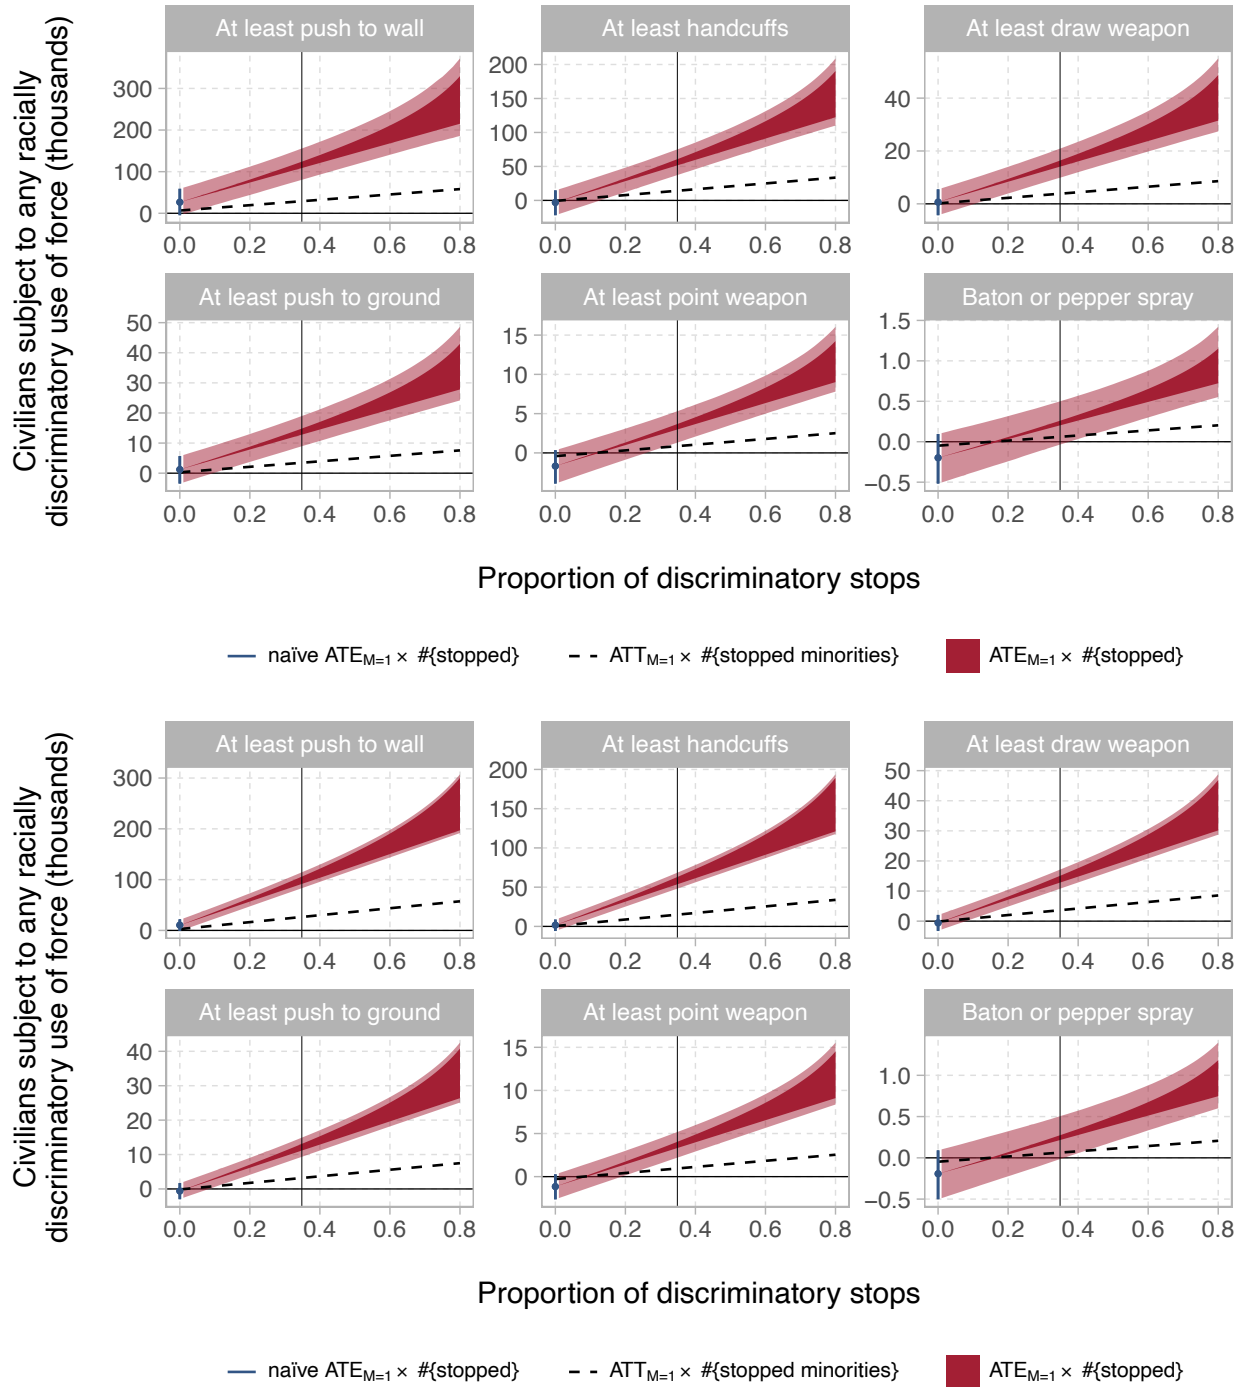 Civilians subject to any racially
discriminatory use of force (thousands)
At least push to wall
At least handcuffs
At least draw weapon
300
200
100
0
0.0 0.2 0.4 0.6 0.8
200
150
100
50
0
0.0 0.2 0.4 0.6 0.8
40
20
0
0.0 0.2 0.4 0.6 0.8
At least push to ground
At least point weapon
Baton or pepper spray
50
40
30
20
10
0
0.0 0.2 0.4 0.6 0.8
15
10
5
0
0.0 0.2 0.4 0.6 0.8
1.5
1.0
0.5
0.0
−0.5
0.0 0.2 0.4 0.6 0.8
Proportion of discriminatory stops
naïve ATE_M=1 × #{stopped}
ATT_M=1 × #{stopped minorities}
ATE_M=1 × #{stopped}
Civilians subject to any racially
discriminatory use of force (thousands)
At least push to wall
At least handcuffs
At least draw weapon
300
200
100
0
0.0 0.2 0.4 0.6 0.8
200
150
100
50
0
0.0 0.2 0.4 0.6 0.8
50
40
30
20
10
0
0.0 0.2 0.4 0.6 0.8
At least push to ground
At least point weapon
Baton or pepper spray
40
30
20
10
0
0.0 0.2 0.4 0.6 0.8
15
10
5
0
0.0 0.2 0.4 0.6 0.8
1.0
0.5
0.0
−0.5
0.0 0.2 0.4 0.6 0.8
Proportion of discriminatory stops
naïve ATE_M=1 × #{stopped}
ATT_M=1 × #{stopped minorities}
ATE_M=1 × #{stopped}